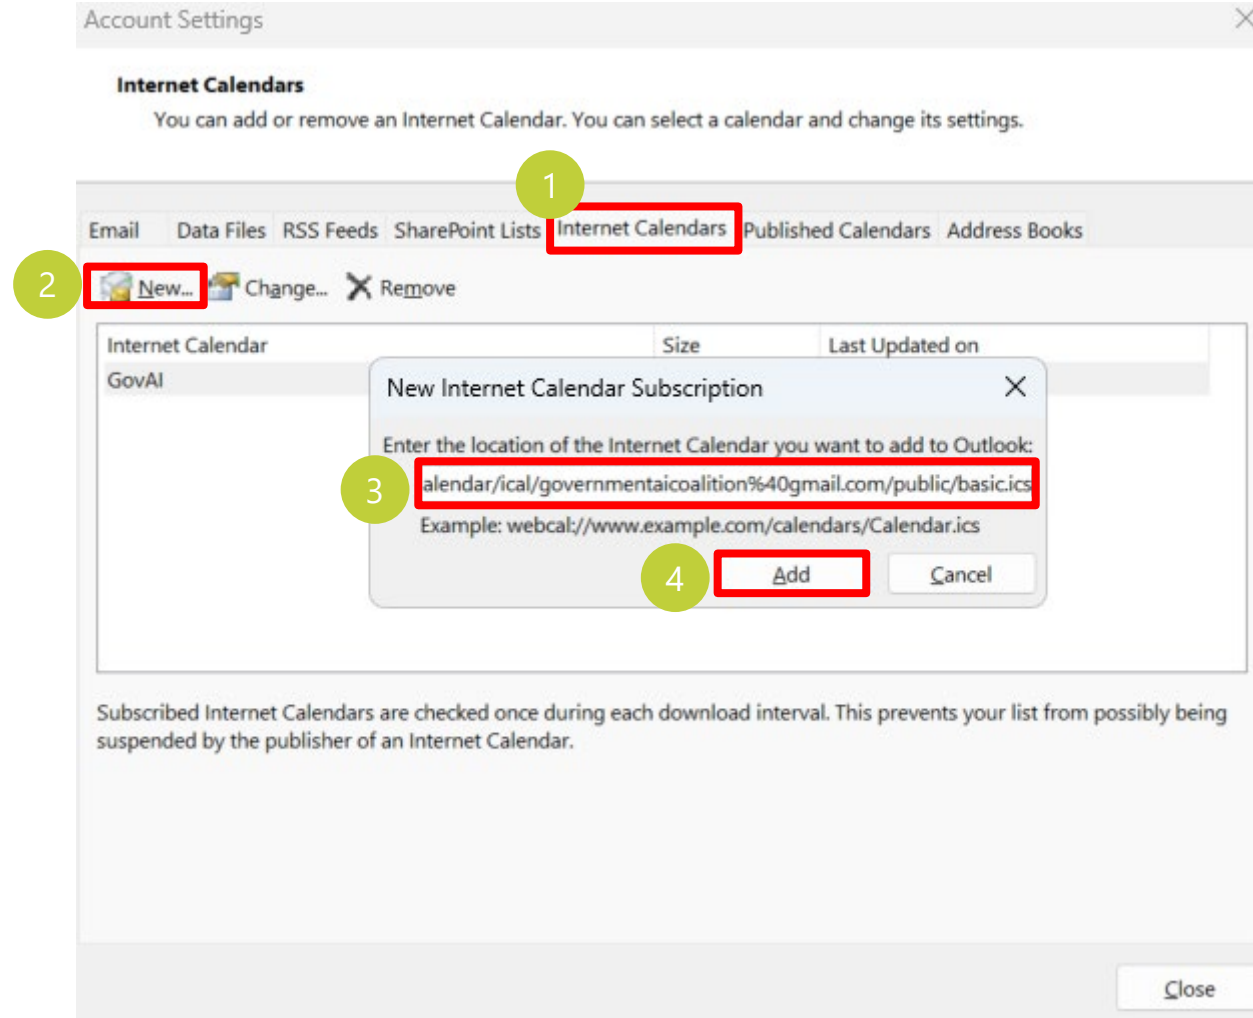 Account Settings
Internet Calendars
You can add or remove an Internet Calendar. You can select a calendar and change its settings.
1
Email Data Files RSS Feeds SharePoint Lists Internet Calendars Published Calendars Address Books
2 New... Change... Remove
Internet Calendar Size Last Updated on
GovAI
New Internet Calendar Subscription
Enter the location of the Internet Calendar you want to add to Outlook:
3 alendar/ical/governmentaicoalition%40gmail.com/public/basic.ics
Example: webcal://www.example.com/calendars/Calendar.ics
4 Add Cancel
Subscribed Internet Calendars are checked once during each download interval. This prevents your list from possibly being
suspended by the publisher of an Internet Calendar.
Close